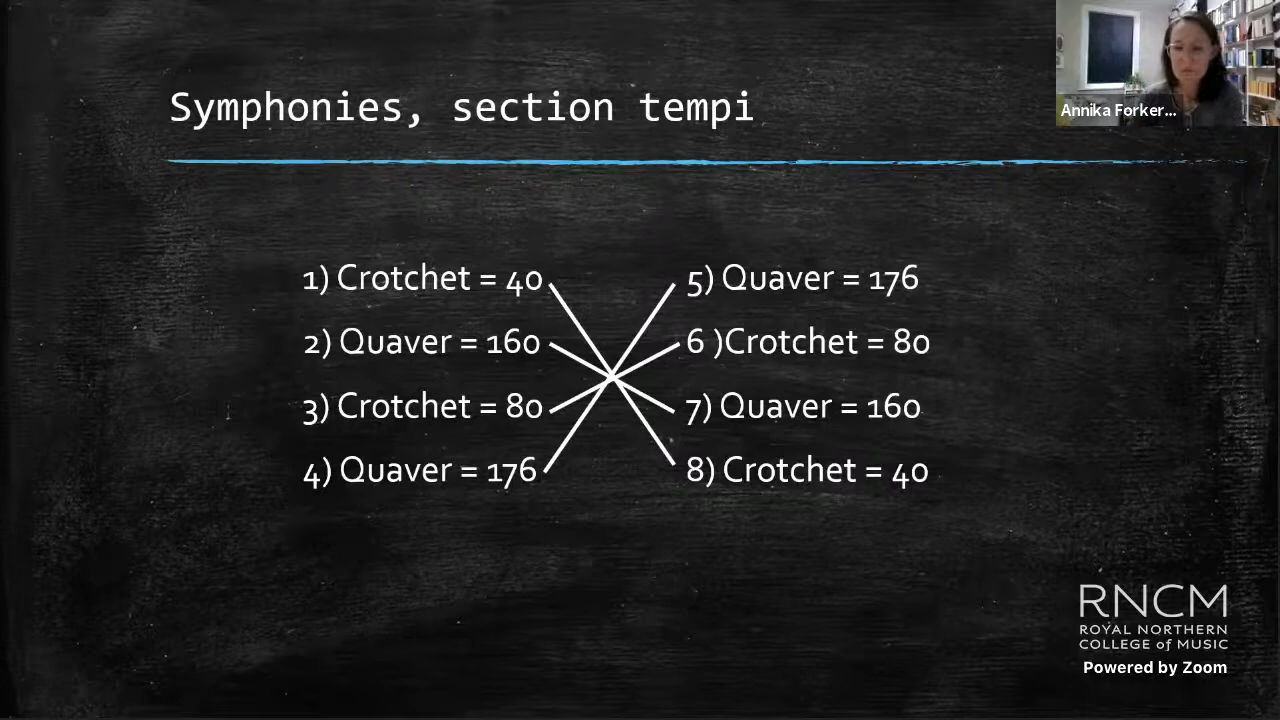 Symphonies, section tempi
Annika Forker...
1) Crotchet = 40
2) Quaver = 160
3) Crotchet = 80
4) Quaver = 176
5) Quaver = 176
6 )Crotchet = 80
7) Quaver = 160
8) Crotchet = 40
RNCM
ROYAL NORTHERN
COLLEGE of MUSIC
Powered by Zoom